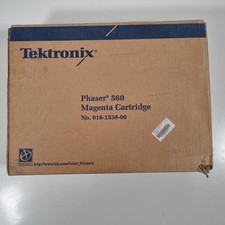 Tektronix®
Phaser® 560
Magenta Cartridge
No. 016-1538-00